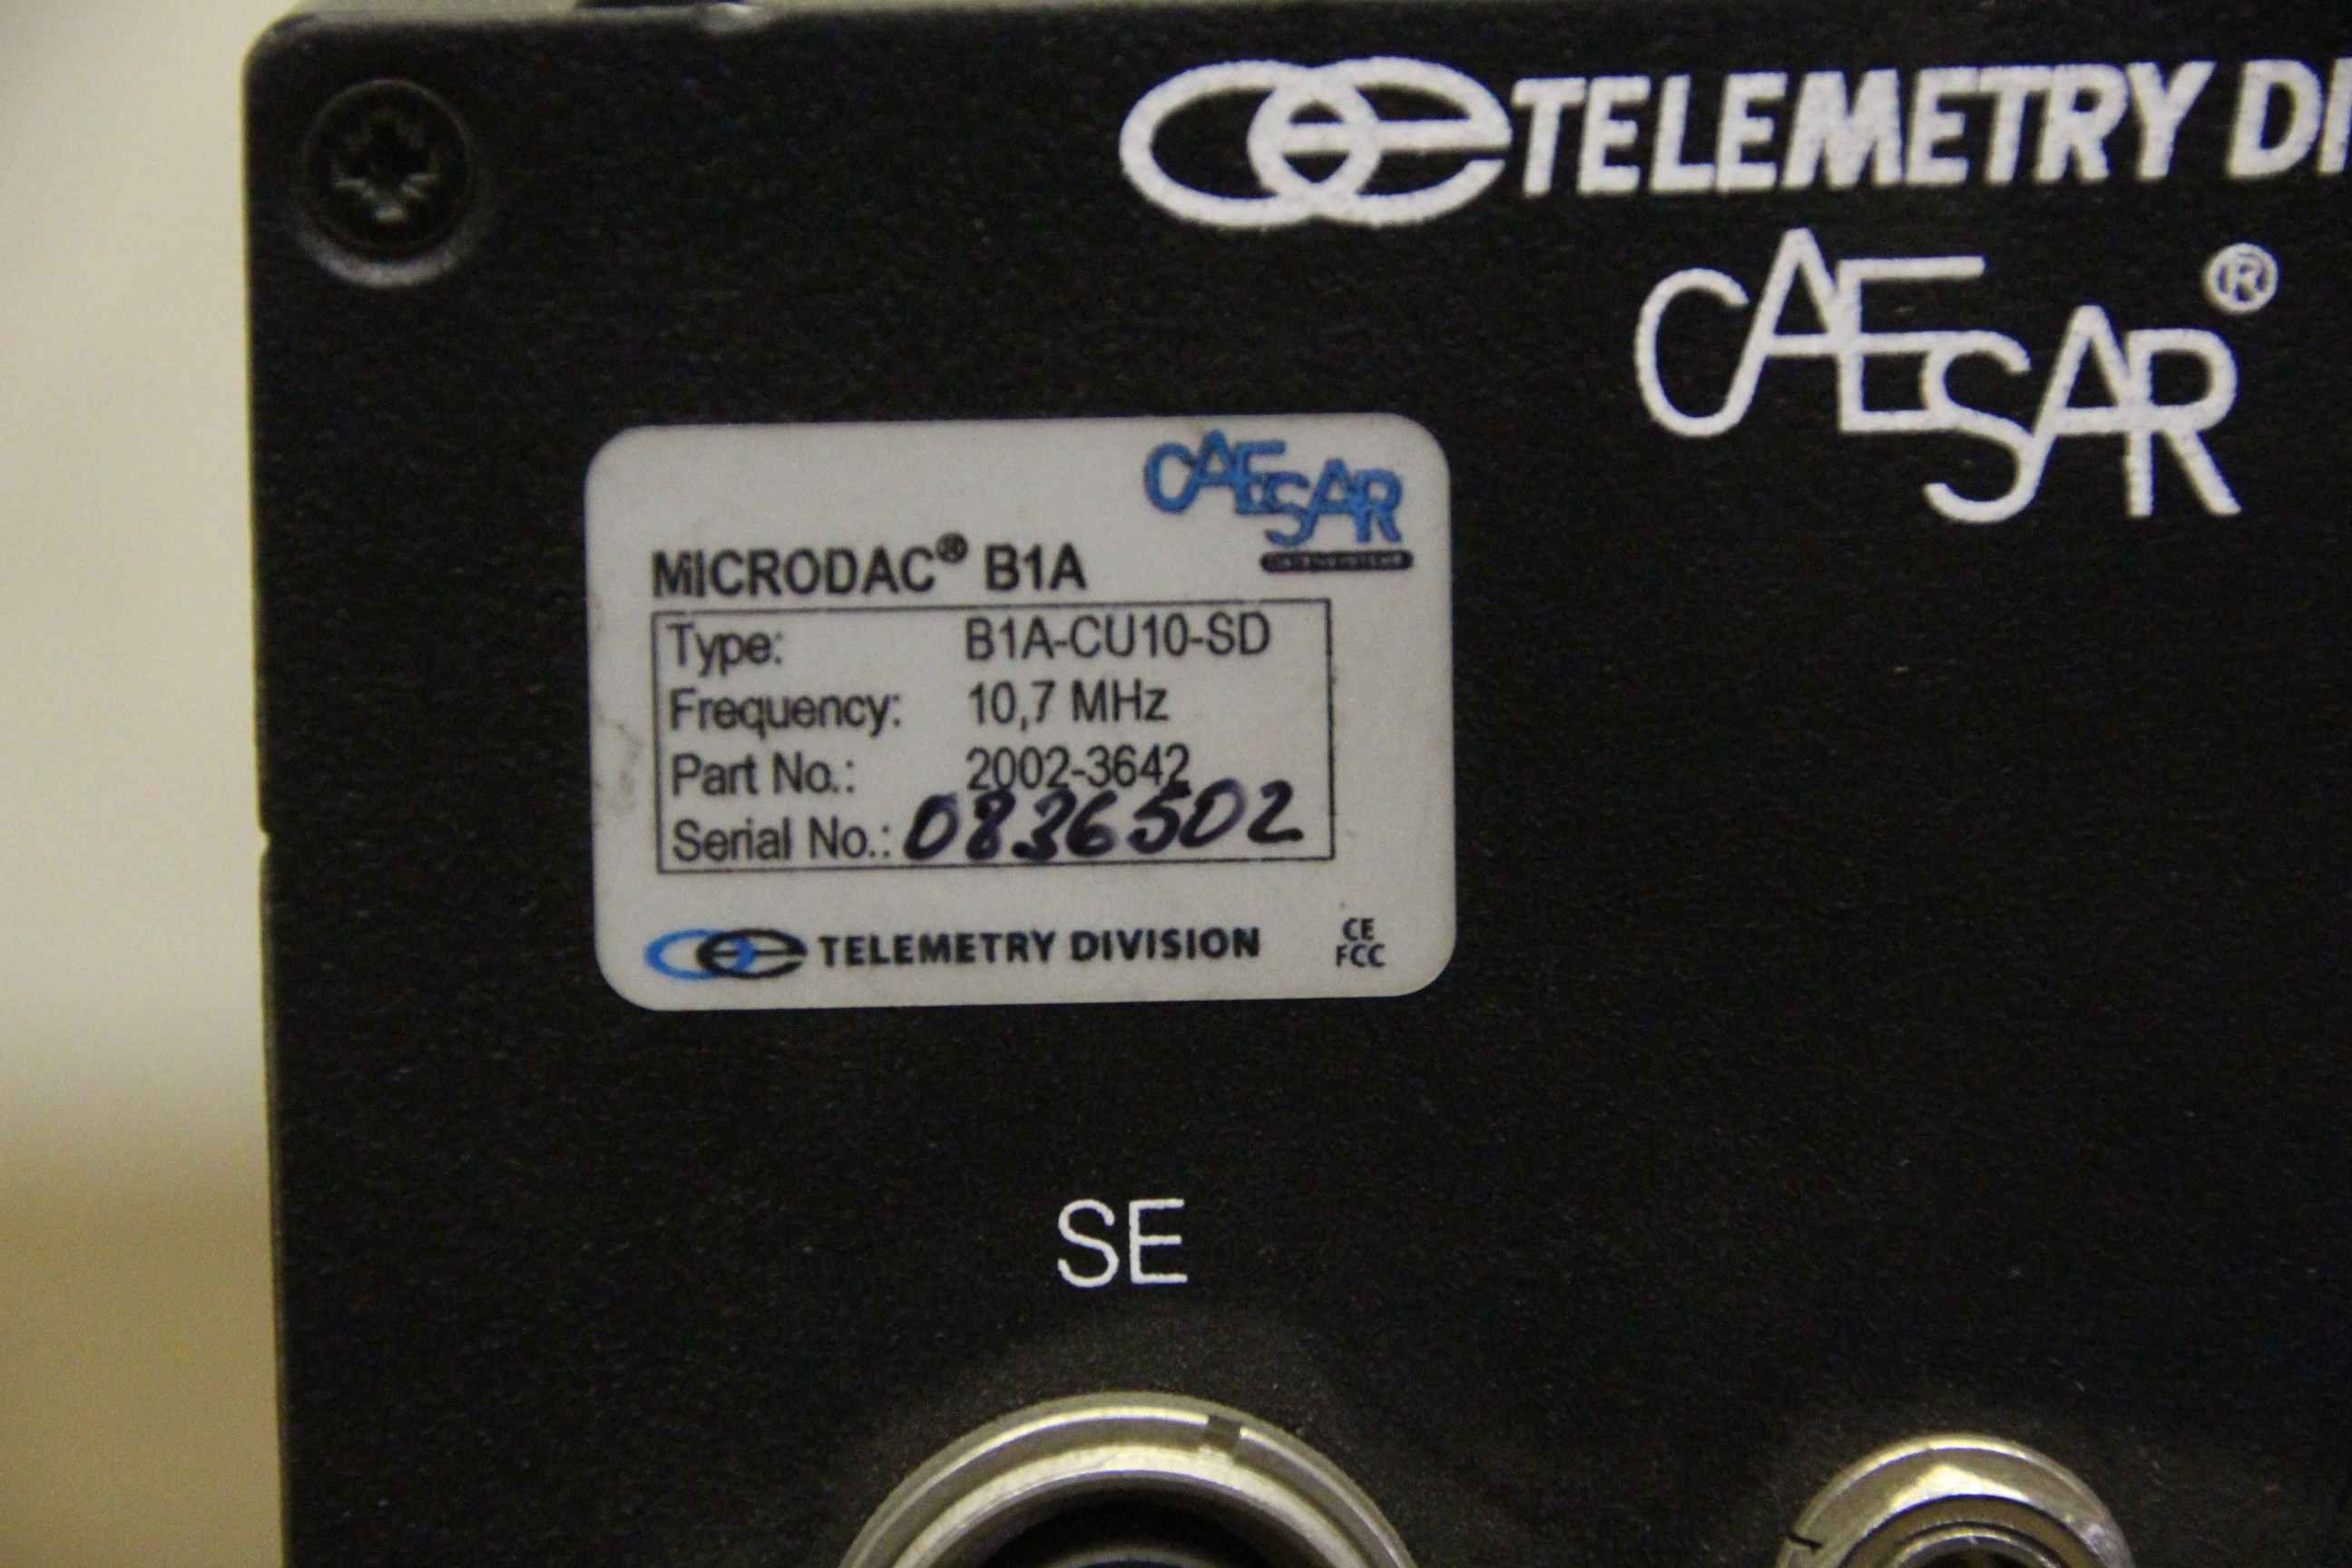 TELEMETRY DI
CAESAR®
CAESAR
MICRODAC® B1A
Type: B1A-CU10-SD
Frequency: 10,7 MHz
Part No.: 2002-3642
Serial No.: 0836502
TELEMETRY DIVISION
CE
FCC
SE